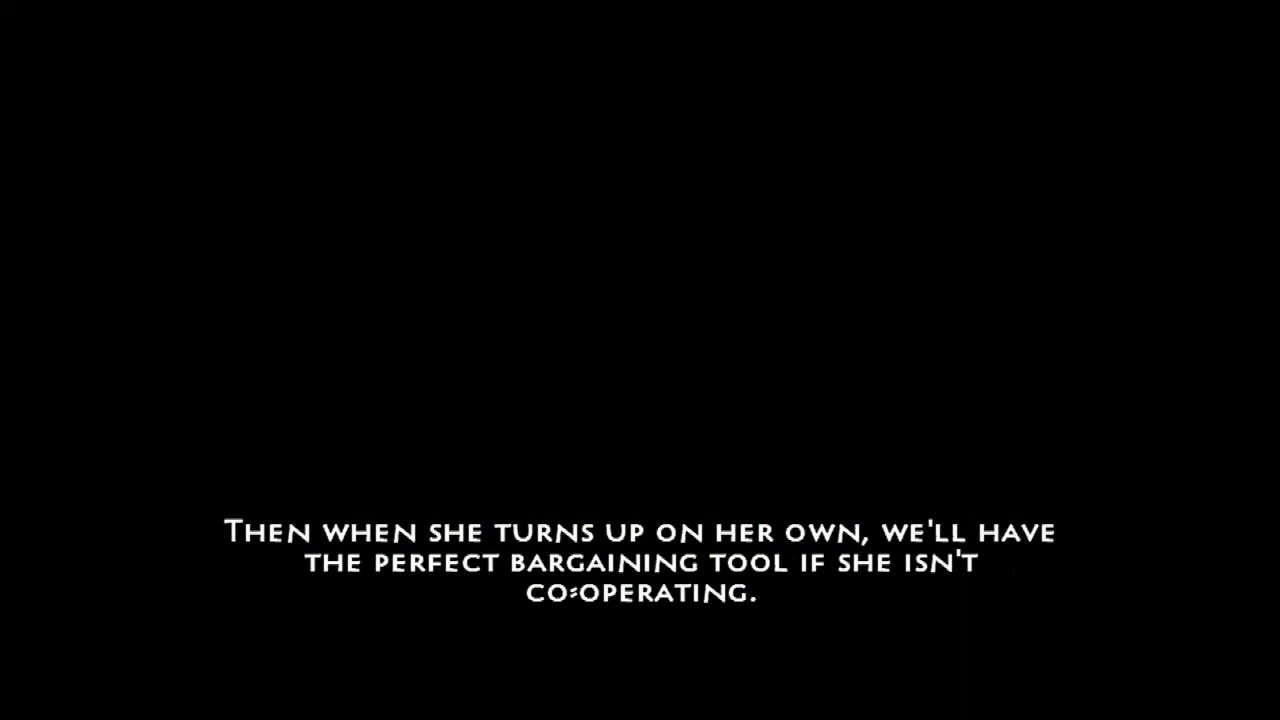 Then when she turns up on her own, we'll have
the perfect bargaining tool if she isn't
co-operating.